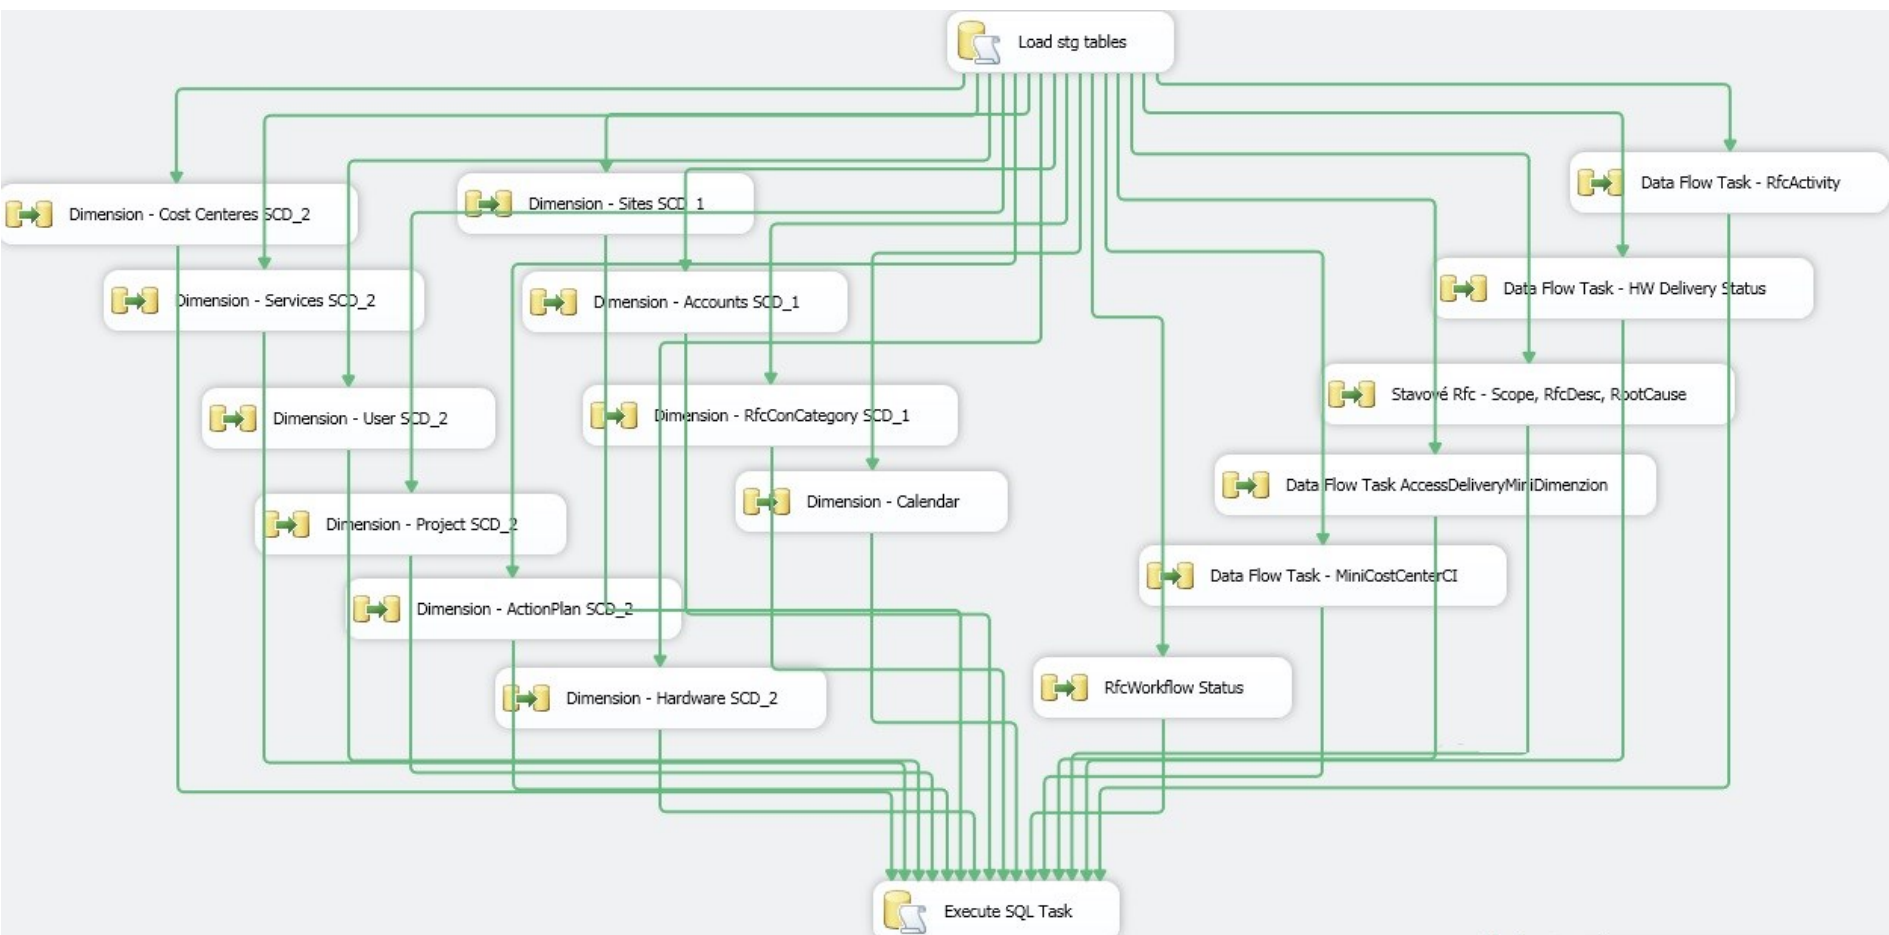 Load stg tables
Data Flow Task - RfcActivity
Dimension - Cost Centeres SCD_2
Dimension - Sites SCD_1
Data Flow Task - HW Delivery Status
Dimension - Services SCD_2
Dimension - Accounts SCD_1
Stavové Rfc - Scope, RfcDesc, RootCause
Dimension - User SCD_2
Dimension - RfcConCategory SCD_1
Data Flow Task AccessDeliveryMiniDimenzion
Dimension - Calendar
Dimension - Project SCD_2
Data Flow Task - MiniCostCenterCI
Dimension - ActionPlan SCD_2
RfcWorkflow Status
Dimension - Hardware SCD_2
Execute SQL Task